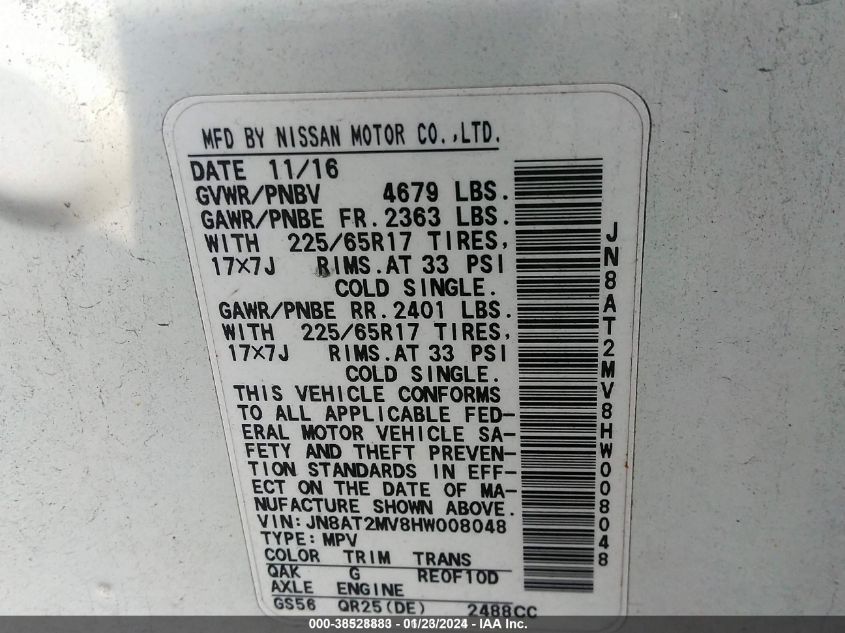 MFD BY NISSAN MOTOR CO.,LTD.
DATE 11/16
GVWR/PNBV 4679 LBS.
GAWR/PNBE FR. 2363 LBS.
WITH 225/65R17 TIRES,
17×7J RIMS. AT 33 PSI
COLD SINGLE.
GAWR/PNBE RR. 2401 LBS.
WITH 225/65R17 TIRES,
17×7J RIMS. AT 33 PSI
COLD SINGLE.
THIS VEHICLE CONFORMS
TO ALL APPLICABLE FED-
ERAL MOTOR VEHICLE SA-
FETY AND THEFT PREVEN-
TION STANDARDS IN EFF-
ECT ON THE DATE OF MA-
NUFACTURE SHOWN ABOVE.
VIN: JN8AT2MV8HW008048
TYPE: MPV
COLOR TRIM TRANS
QAK G RE0F10D
AXLE ENGINE
GS56 QR25(DE) 2488CC
JN8AT2MV8HW008048
000-38528883 - 01/23/2024 - IAA Inc.